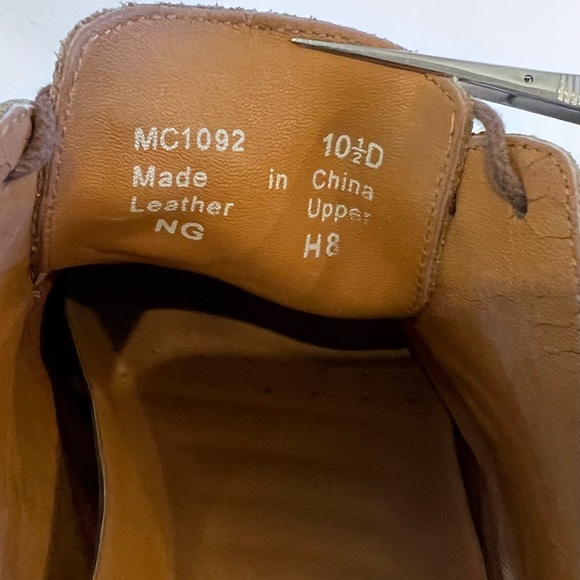 MC1092 10½D
Made in China
Leather Upper
NG H8